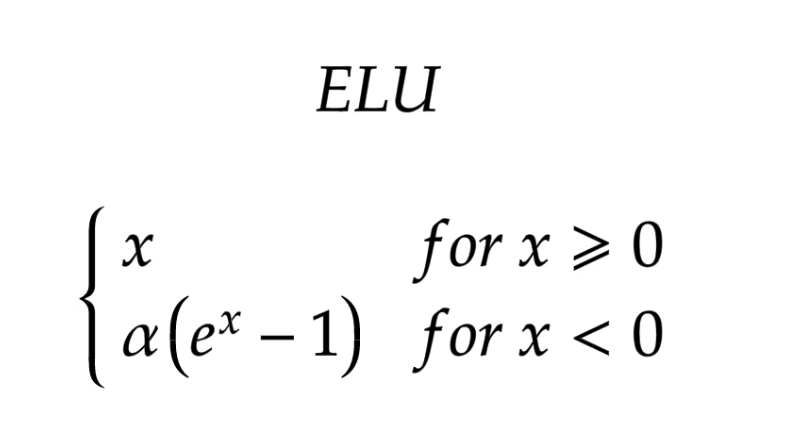 ELU
x for x ⩾ 0
α(eˣ − 1) for x < 0